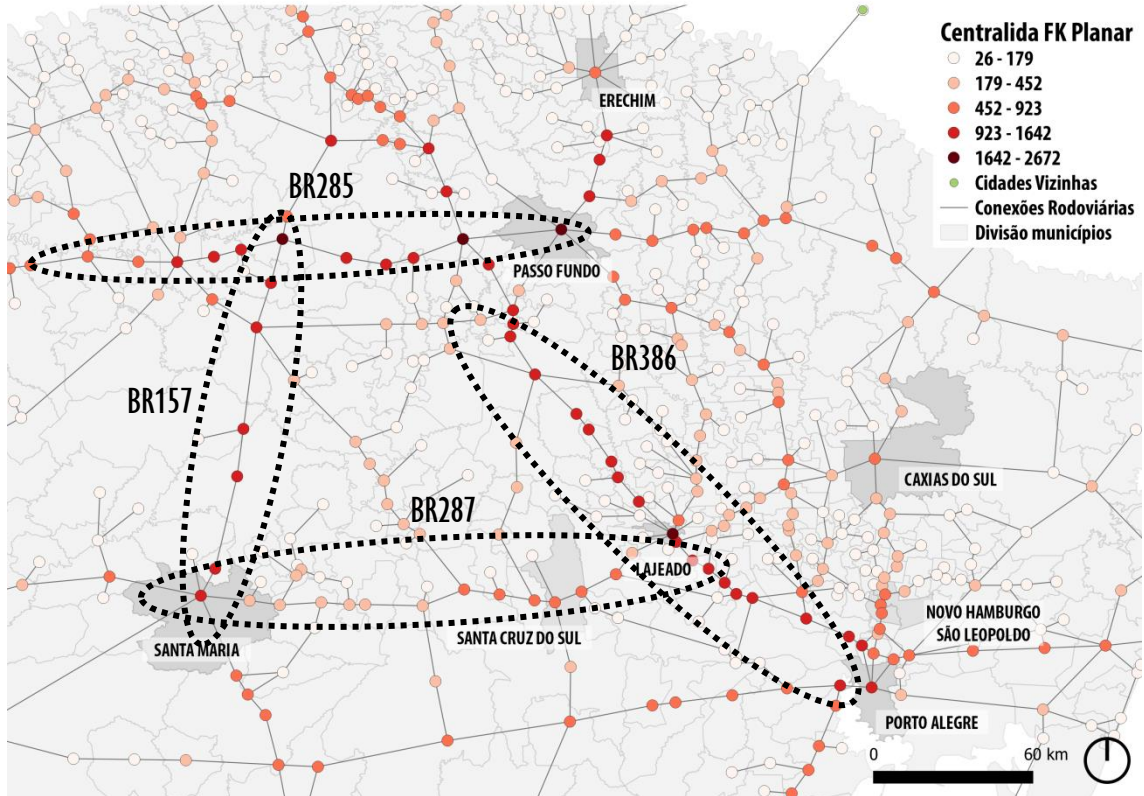 Centralida FK Planar
26 - 179
179 - 452
452 - 923
923 - 1642
1642 - 2672
Cidades Vizinhas
Conexões Rodoviárias
Divisão municípios
ERECHIM
BR285
PASSO FUNDO
BR386
BR157
CAXIAS DO SUL
BR287
LAJEADO
NOVO HAMBURGO
SÃO LEOPOLDO
SANTA CRUZ DO SUL
SANTA MARIA
PORTO ALEGRE
0 60 km